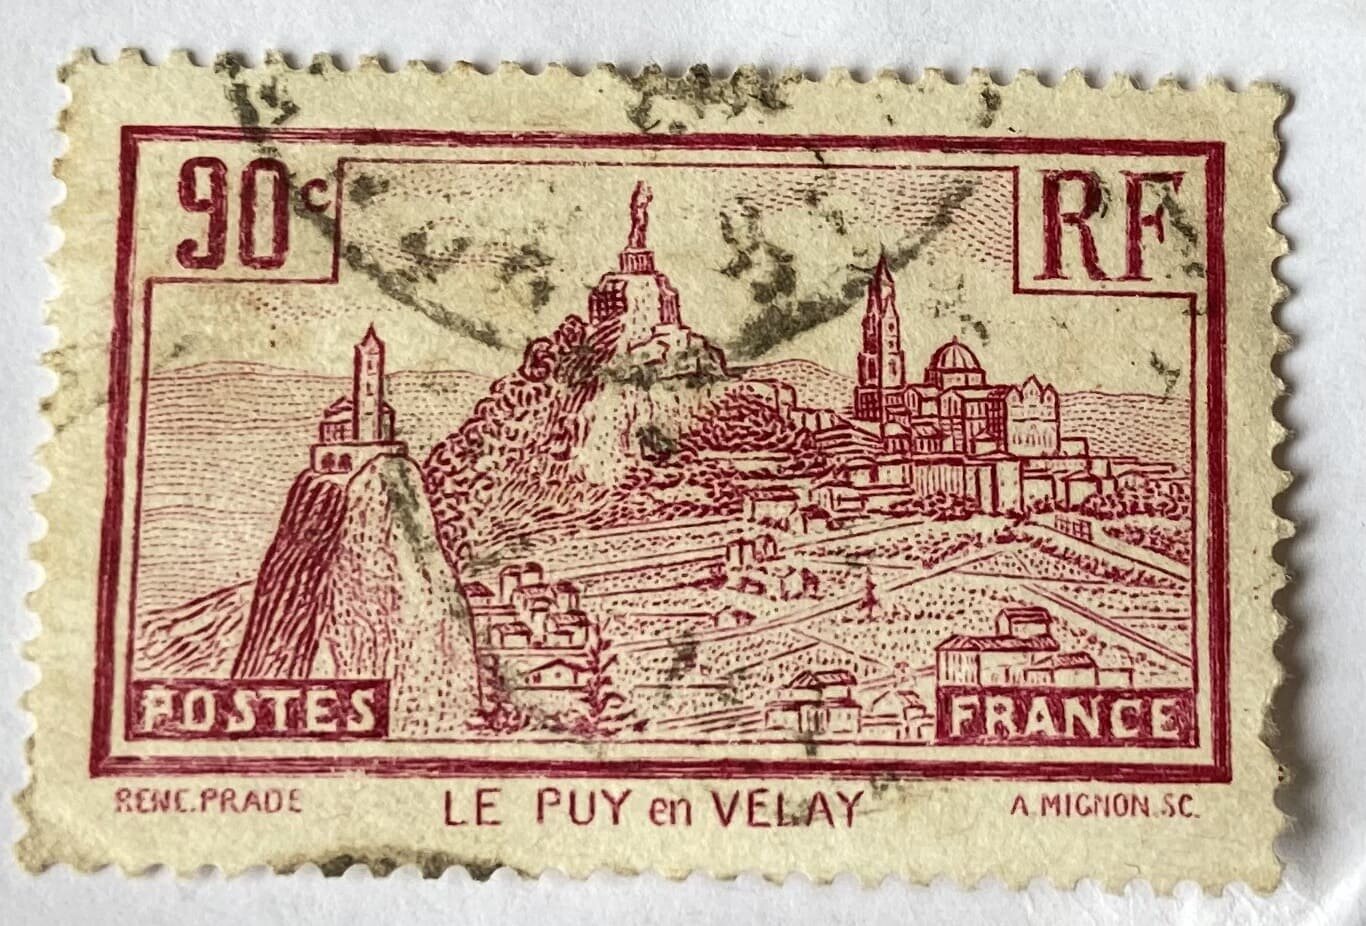 90c
RF
POSTES
FRANCE
RENE.PRADE
LE PUY en VELAY
A.MIGNON.SC.